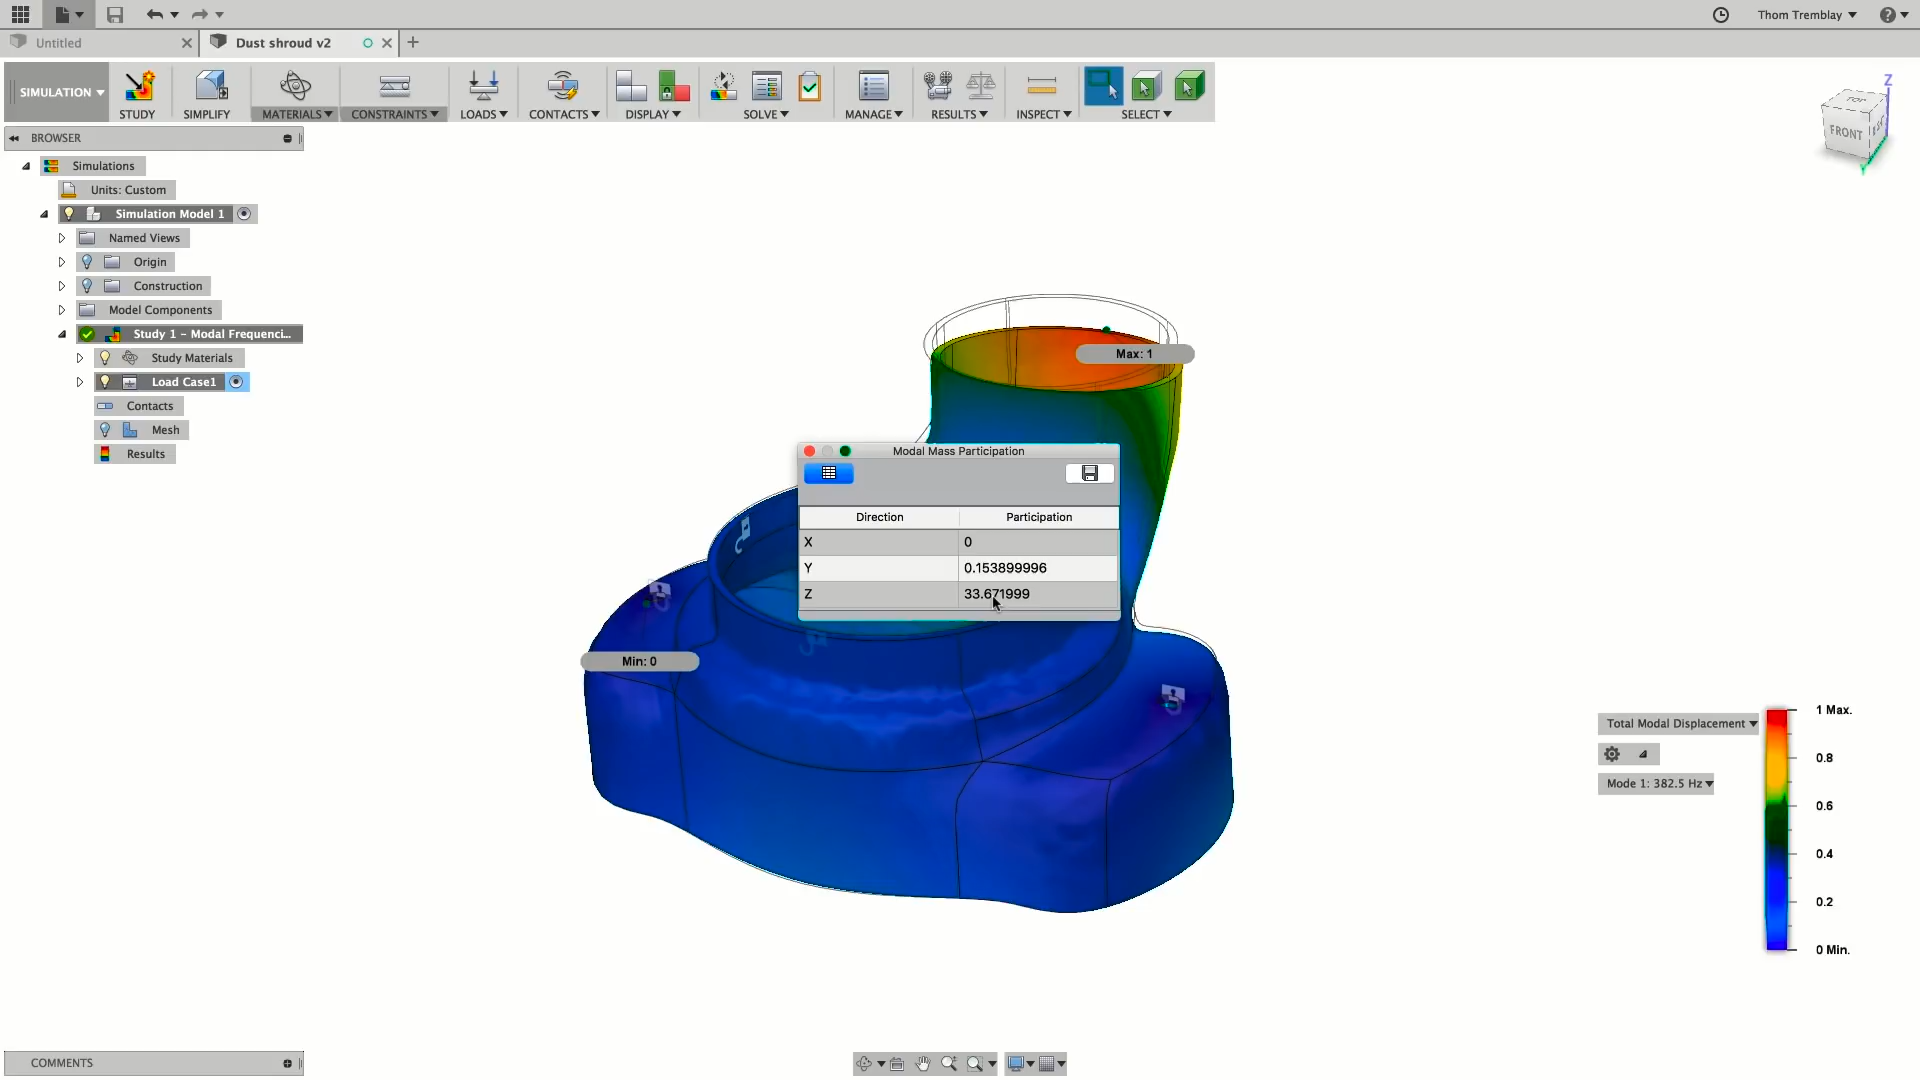 Thom Tremblay
Untitled
Dust shroud v2
SIMULATION
STUDY
SIMPLIFY
MATERIALS
CONSTRAINTS
LOADS
CONTACTS
DISPLAY
SOLVE
MANAGE
RESULTS
INSPECT
SELECT
TOP
FRONT
Z
Y
BROWSER
Simulations
Units: Custom
Simulation Model 1
Named Views
Origin
Construction
Model Components
Study 1 - Modal Frequenci...
Study Materials
Load Case1
Contacts
Mesh
Results
Max: 1
Modal Mass Participation
Direction Participation
X 0
Y 0.153899996
Z 33.671999
Min: 0
Total Modal Displacement
Mode 1: 382.5 Hz
1 Max.
0.8
0.6
0.4
0.2
0 Min.
COMMENTS